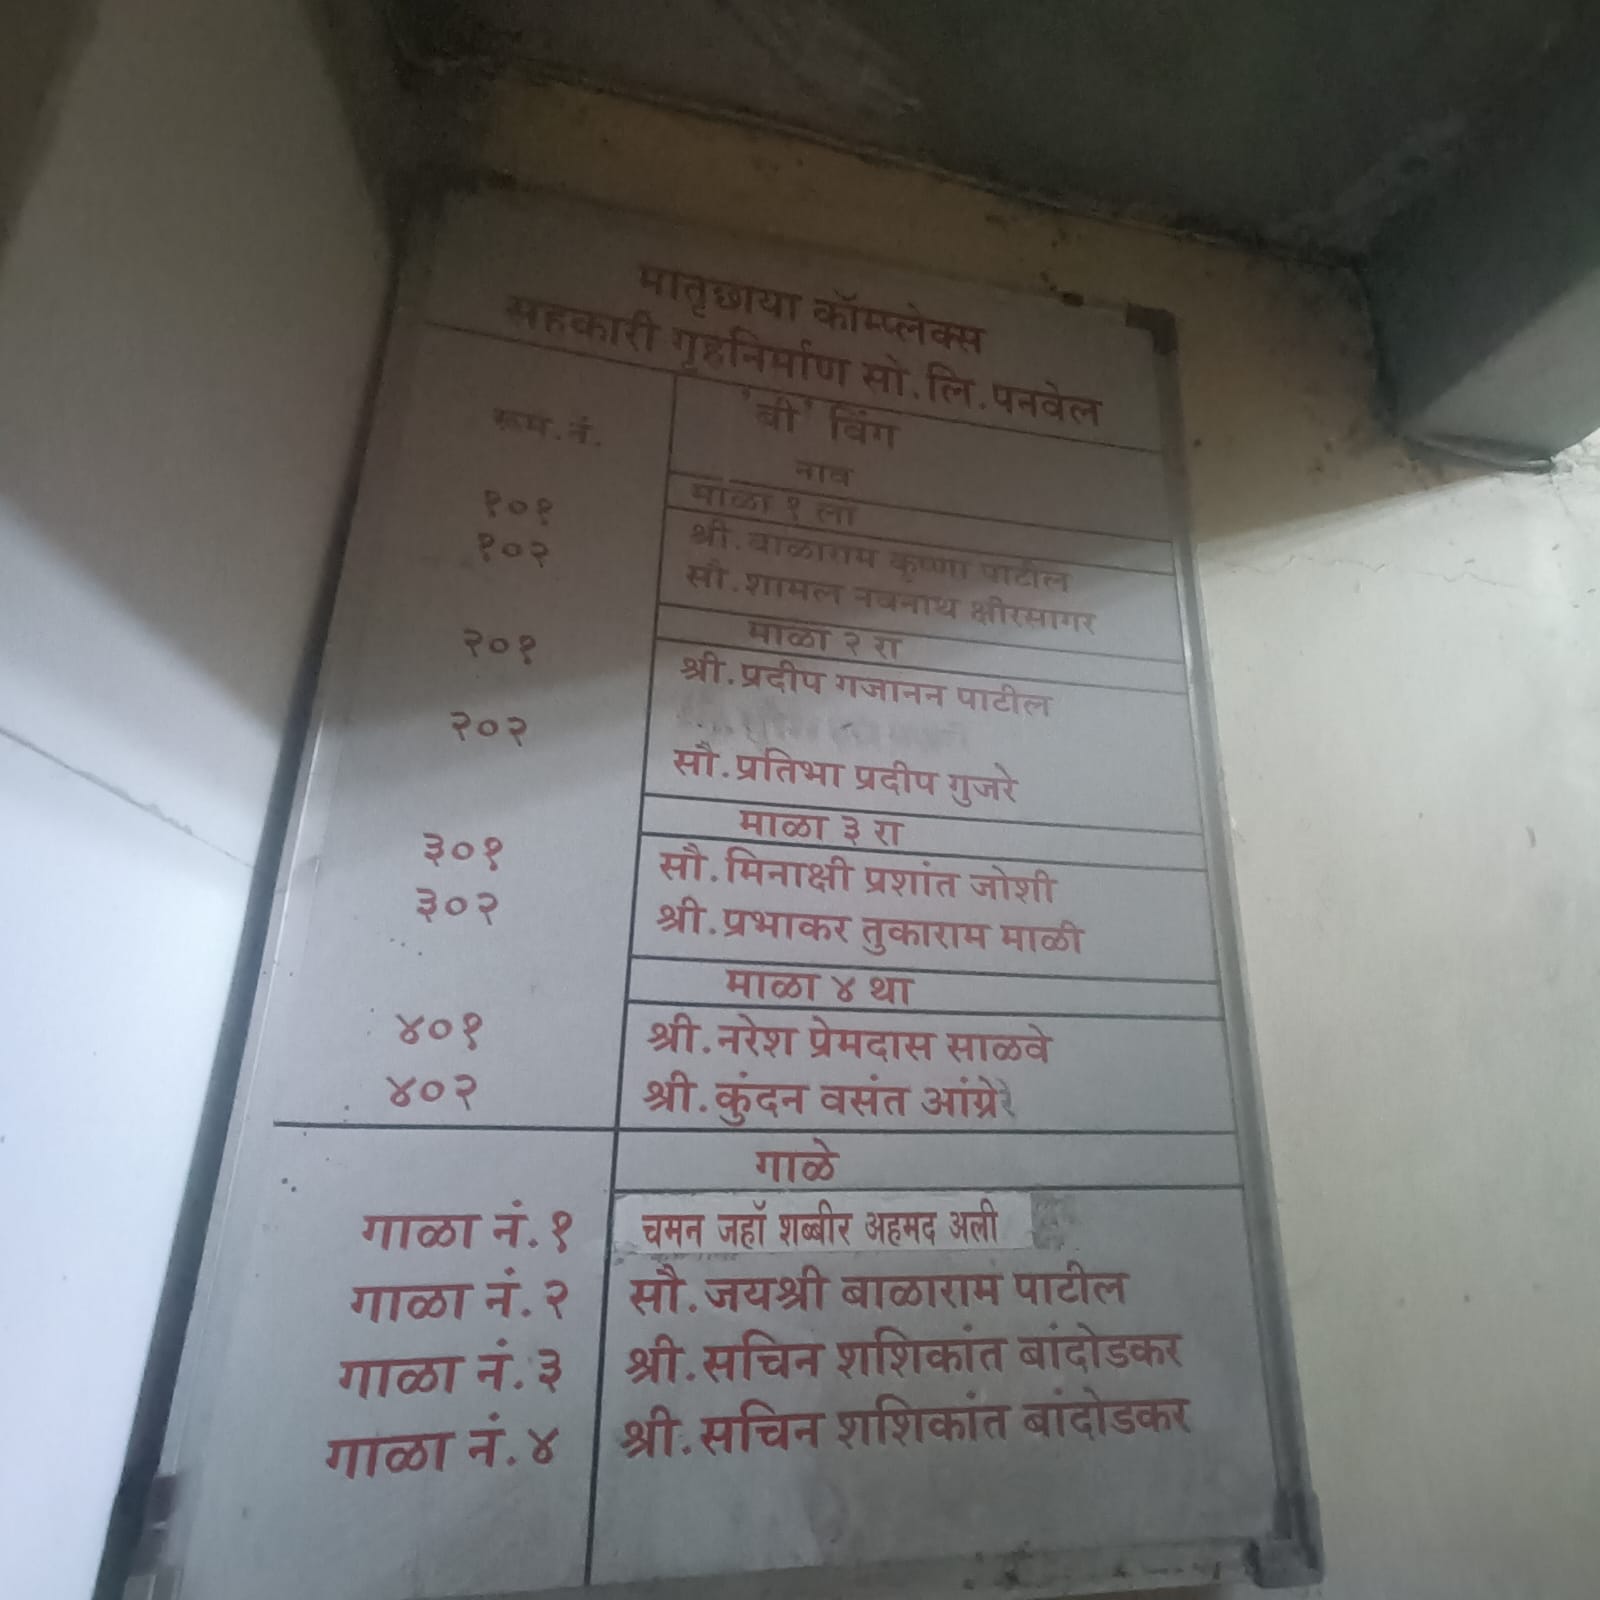 मातृछाया कॉम्प्लेक्स
सहकारी गृहनिर्माण सो.लि.पनवेल
'बी' विंग
रूम.नं. नाव
माळा १ ला
१०१ श्री.बाळाराम कृष्णा पाटील
१०२ सौ.शामल नवनाथ क्षीरसागर
माळा २ रा
२०१ श्री.प्रदीप गजानन पाटील
२०२ सौ.प्रतिभा प्रदीप गुजरे
माळा ३ रा
३०१ सौ.मिनाक्षी प्रशांत जोशी
३०२ श्री.प्रभाकर तुकाराम माळी
माळा ४ था
४०१ श्री.नरेश प्रेमदास साळवे
४०२ श्री.कुंदन वसंत आंग्रे
गाळे
गाळा नं.१ चमन जहाँ शब्बीर अहमद अली
गाळा नं.२ सौ.जयश्री बाळाराम पाटील
गाळा नं.३ श्री.सचिन शशिकांत बांदोडकर
गाळा नं.४ श्री.सचिन शशिकांत बांदोडकर